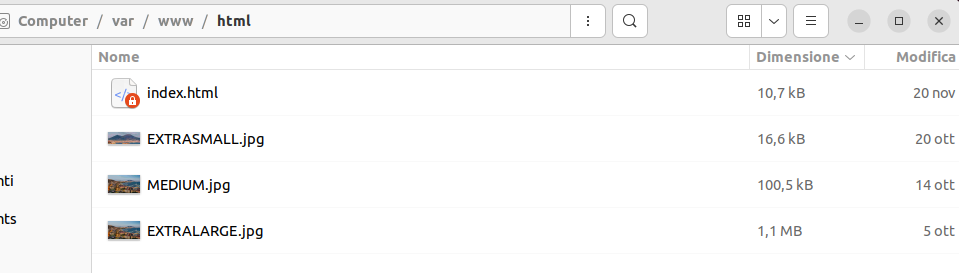 Computer / var / www / html
Nome Dimensione Modifica
index.html 10,7 kB 20 nov
EXTRASMALL.jpg 16,6 kB 20 ott
MEDIUM.jpg 100,5 kB 14 ott
nti
EXTRALARGE.jpg 1,1 MB 5 ott
nts